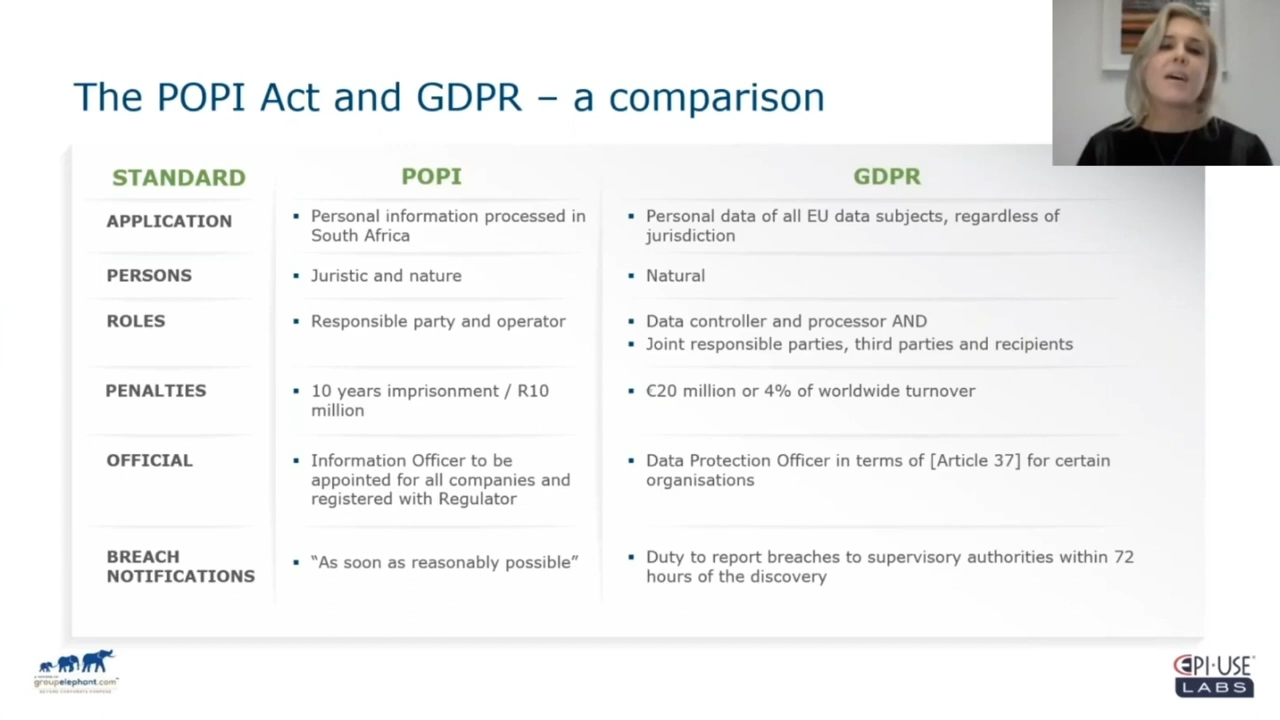 The POPI Act and GDPR – a comparison
STANDARD
POPI
GDPR
APPLICATION
▪ Personal information processed in
South Africa
▪ Personal data of all EU data subjects, regardless of
jurisdiction
PERSONS
▪ Juristic and nature
▪ Natural
ROLES
▪ Responsible party and operator
▪ Data controller and processor AND
▪ Joint responsible parties, third parties and recipients
PENALTIES
▪ 10 years imprisonment / R10
million
▪ €20 million or 4% of worldwide turnover
OFFICIAL
▪ Information Officer to be
appointed for all companies and
registered with Regulator
▪ Data Protection Officer in terms of [Article 37] for certain
organisations
BREACH
NOTIFICATIONS
▪ “As soon as reasonably possible”
▪ Duty to report breaches to supervisory authorities within 72
hours of the discovery
groupelephant.com
EPI·USE
LABS